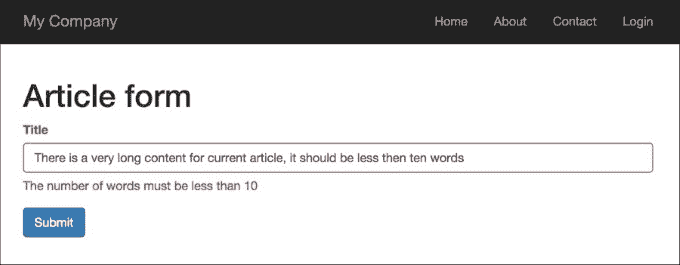 My Company Home About Contact Login
Article form
Title
There is a very long content for current article, it should be less then ten words
The number of words must be less than 10
Submit